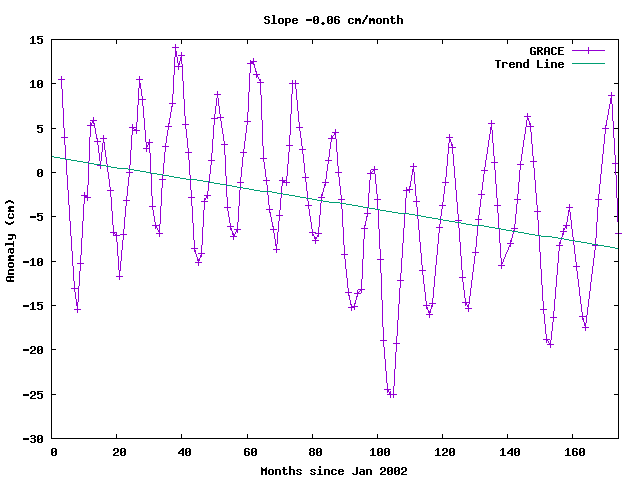 Slope -0.06 cm/month
GRACE
Trend Line
15
10
5
0
-5
-10
-15
-20
-25
-30
Anomaly (cm)
0 20 40 60 80 100 120 140 160
Months since Jan 2002